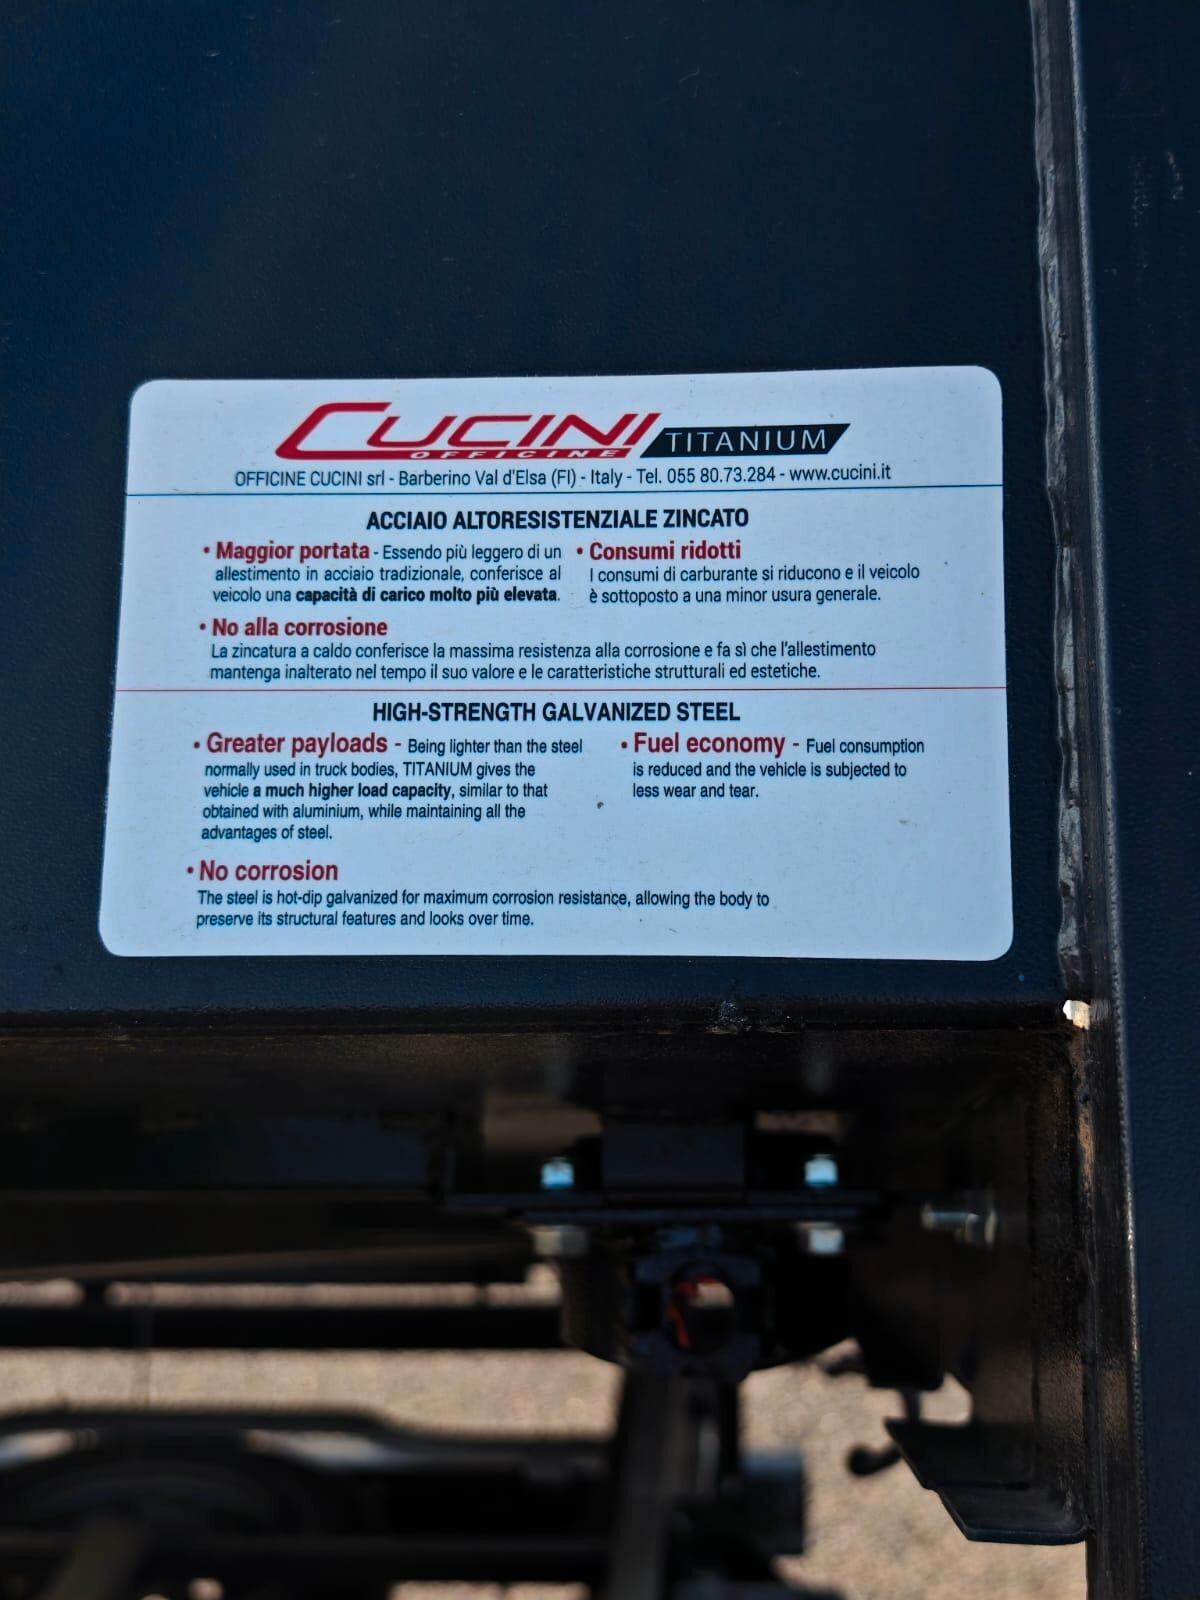 CUCINI TITANIUM
OFFICINE
OFFICINE CUCINI srl - Barberino Val d'Elsa (FI) - Italy - Tel. 055 80.73.284 - www.cucini.it
ACCIAIO ALTORESISTENZIALE ZINCATO
• Maggior portata - Essendo più leggero di un
allestimento in acciaio tradizionale, conferisce al
veicolo una capacità di carico molto più elevata.
• Consumi ridotti
I consumi di carburante si riducono e il veicolo
è sottoposto a una minor usura generale.
• No alla corrosione
La zincatura a caldo conferisce la massima resistenza alla corrosione e fa sì che l'allestimento
mantenga inalterato nel tempo il suo valore e le caratteristiche strutturali ed estetiche.
HIGH-STRENGTH GALVANIZED STEEL
• Greater payloads - Being lighter than the steel
normally used in truck bodies, TITANIUM gives the
vehicle a much higher load capacity, similar to that
obtained with aluminium, while maintaining all the
advantages of steel.
• Fuel economy - Fuel consumption
is reduced and the vehicle is subjected to
less wear and tear.
• No corrosion
The steel is hot-dip galvanized for maximum corrosion resistance, allowing the body to
preserve its structural features and looks over time.